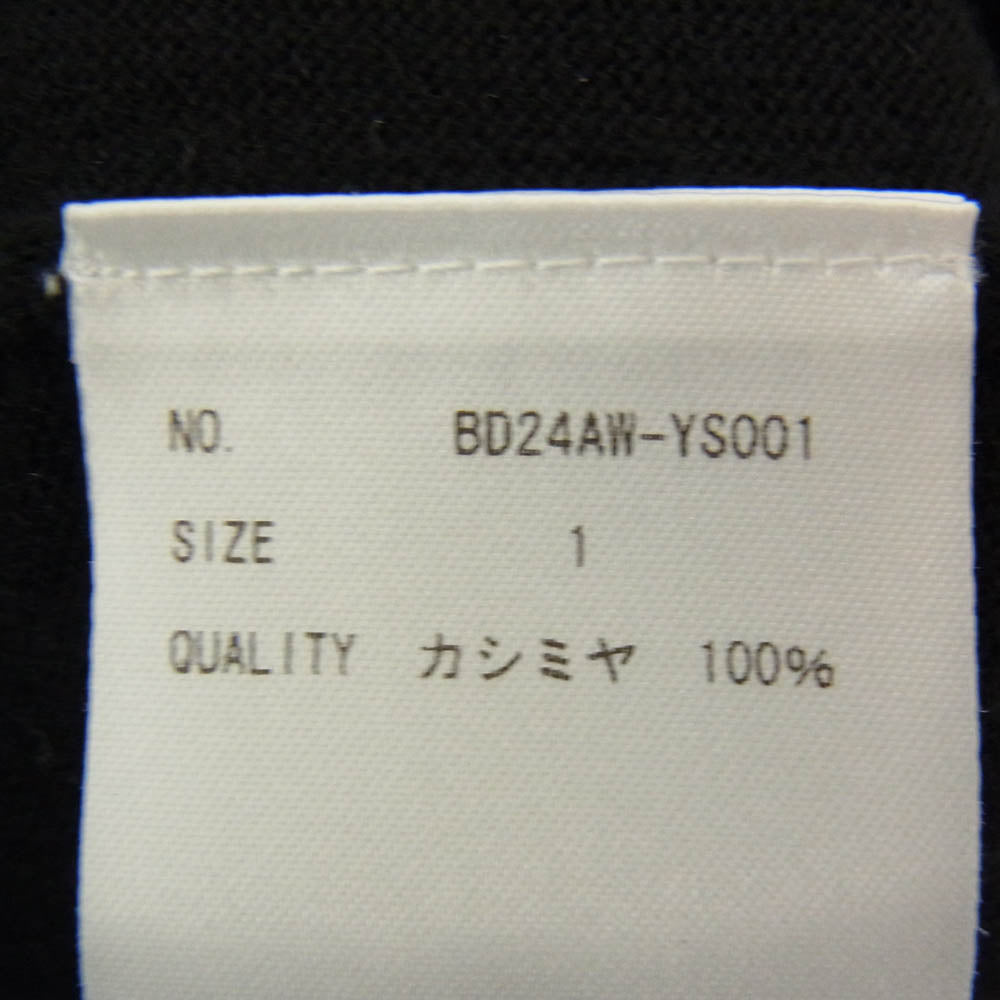 NO. BD24AW-YS001
SIZE 1
QUALITY カシミヤ 100%